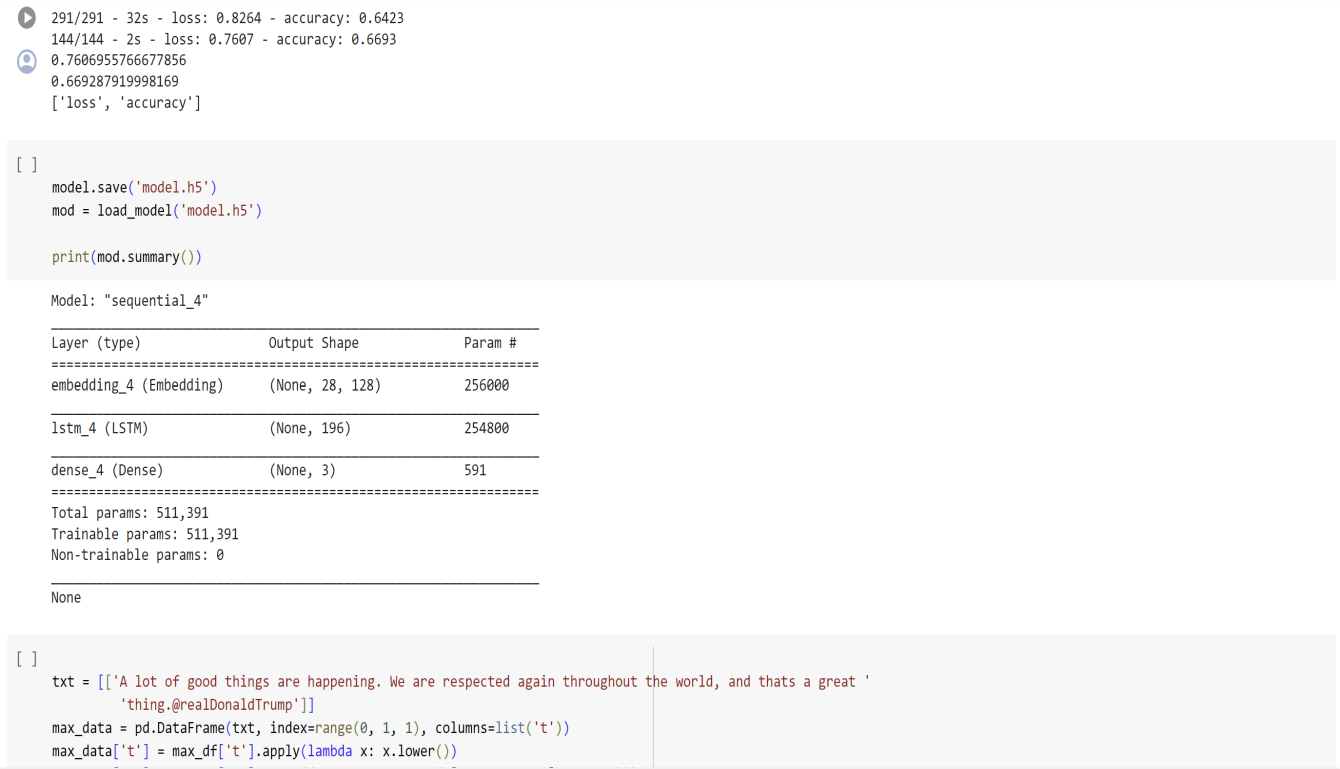 291/291 - 32s - loss: 0.8264 - accuracy: 0.6423
144/144 - 2s - loss: 0.7607 - accuracy: 0.6693
0.7606955766677856
0.669287919998169
['loss', 'accuracy']
[ ]
model.save('model.h5')
mod = load_model('model.h5')
print(mod.summary())
Model: "sequential_4"
_________________________________________________________________
Layer (type)                 Output Shape              Param #
=================================================================
embedding_4 (Embedding)      (None, 28, 128)           256000
_________________________________________________________________
lstm_4 (LSTM)                (None, 196)               254800
_________________________________________________________________
dense_4 (Dense)              (None, 3)                 591
=================================================================
Total params: 511,391
Trainable params: 511,391
Non-trainable params: 0
_________________________________________________________________
None
[ ]
txt = [['A lot of good things are happening. We are respected again throughout the world, and thats a great '
'thing.@realDonaldTrump']]
max_data = pd.DataFrame(txt, index=range(0, 1, 1), columns=list('t'))
max_data['t'] = max_df['t'].apply(lambda x: x.lower())